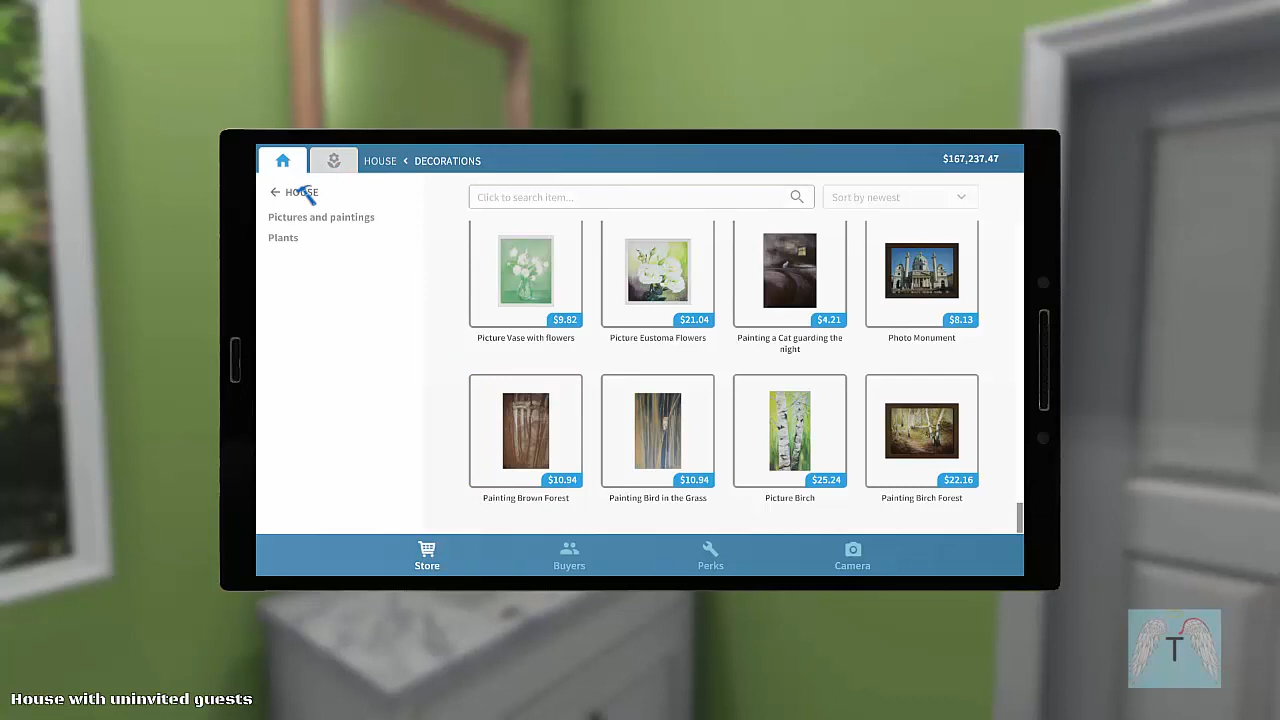 HOUSE < DECORATIONS
$167,237.47
← HOUSE
Click to search item...
Sort by newest
Pictures and paintings
Plants
$9.82
$21.04
$4.21
$8.13
Picture Vase with flowers
Picture Eustoma Flowers
Painting a Cat guarding the
night
Photo Monument
$10.94
$10.94
$25.24
$22.16
Painting Brown Forest
Painting Bird in the Grass
Picture Birch
Painting Birch Forest
Store
Buyers
Perks
Camera
T
House with uninvited guests